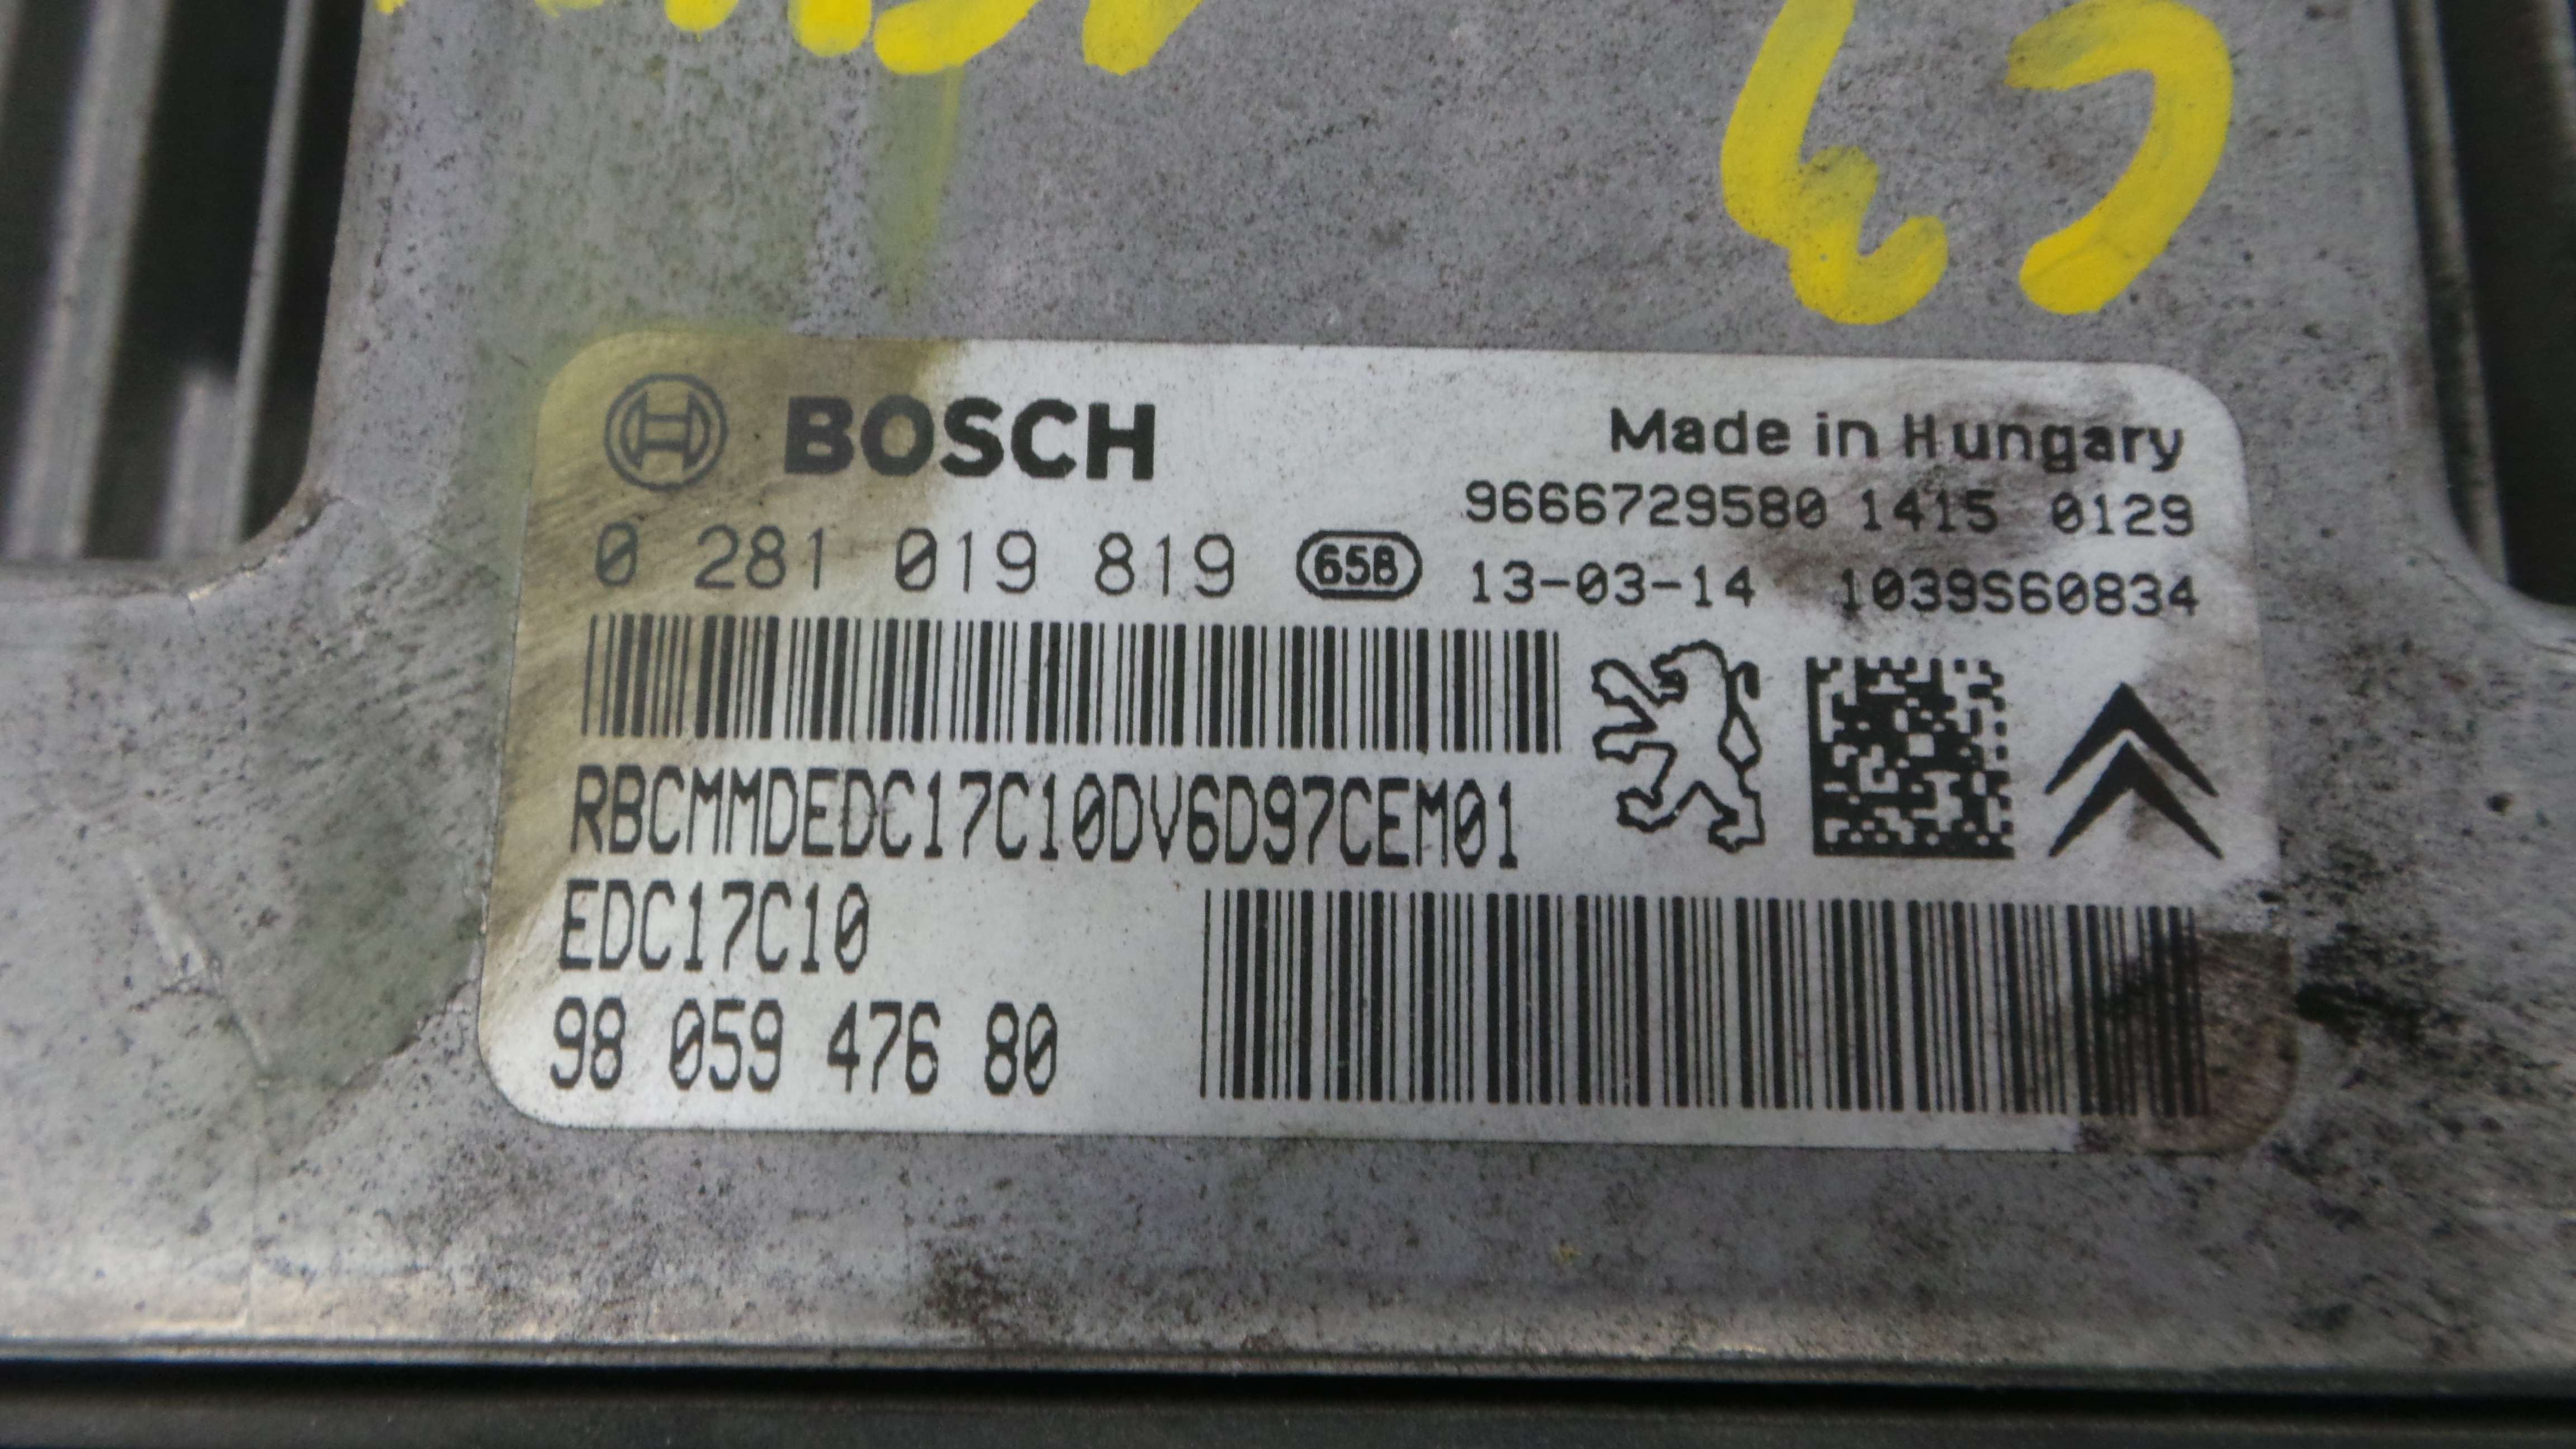 BOSCH
Made in Hungary
9666729580 1415 0129
0 281 019 819 658
13-03-14 1039S60834
RBCMMDEDC17C10DV6D97CEM01
EDC17C10
98 059 476 80